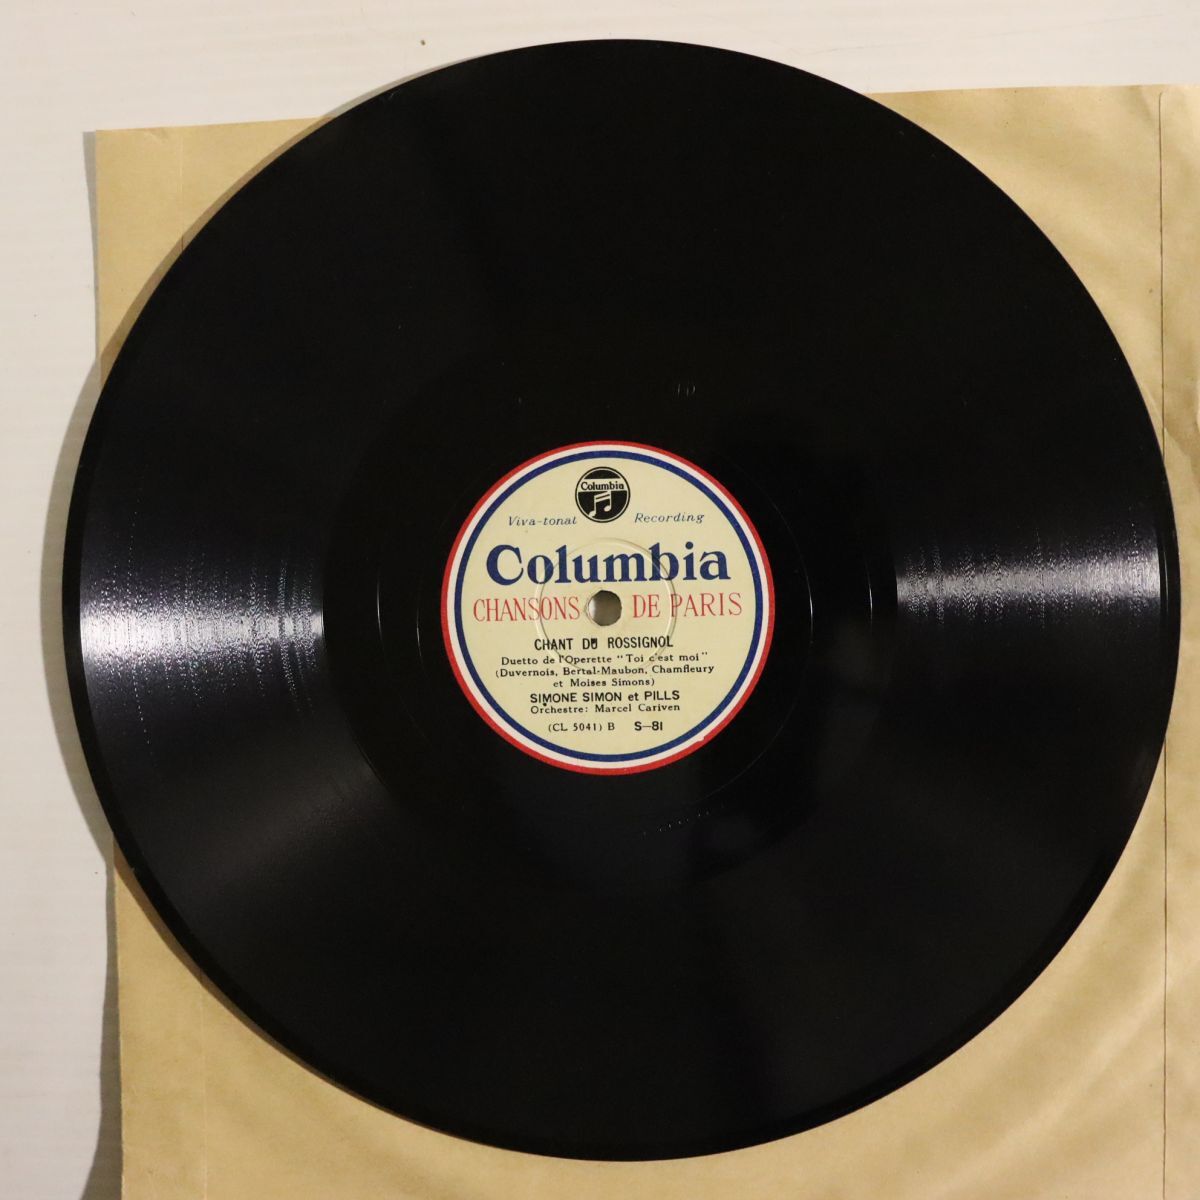 Columbia
Viva-tonal Recording
Columbia
CHANSONS DE PARIS
CHANT DU ROSSIGNOL
Duetto de l'Operette "Toi c'est moi"
(Duvernois, Bertal-Maubon, Chamfleury
et Moises Simons)
SIMONE SIMON et PILLS
Orchestre: Marcel Cariven
(CL 5041) B S-81